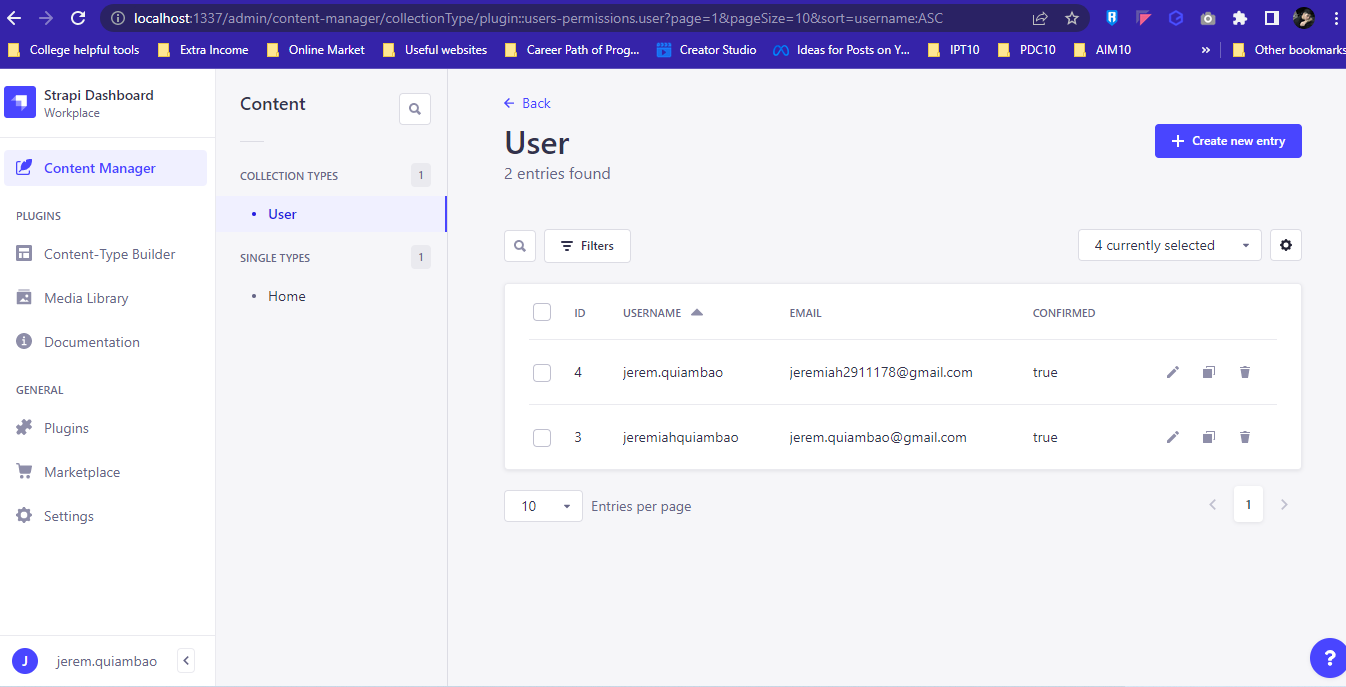 localhost:1337/admin/content-manager/collectionType/plugin::users-permissions.user?page=1&pageSize=10&sort=username:ASC
College helpful tools
Extra Income
Online Market
Useful websites
Career Path of Prog...
Creator Studio
Ideas for Posts on Y...
IPT10
PDC10
AIM10
»
Other bookmarks
Strapi Dashboard
Workplace
Content Manager
PLUGINS
Content-Type Builder
Media Library
Documentation
GENERAL
Plugins
Marketplace
Settings
J jerem.quiambao
Content
COLLECTION TYPES 1
User
SINGLE TYPES 1
Home
Back
User
2 entries found
Create new entry
Filters
4 currently selected
ID USERNAME EMAIL CONFIRMED
4 jerem.quiambao jeremiah2911178@gmail.com true
3 jeremiahquiambao jerem.quiambao@gmail.com true
10 Entries per page
1
?